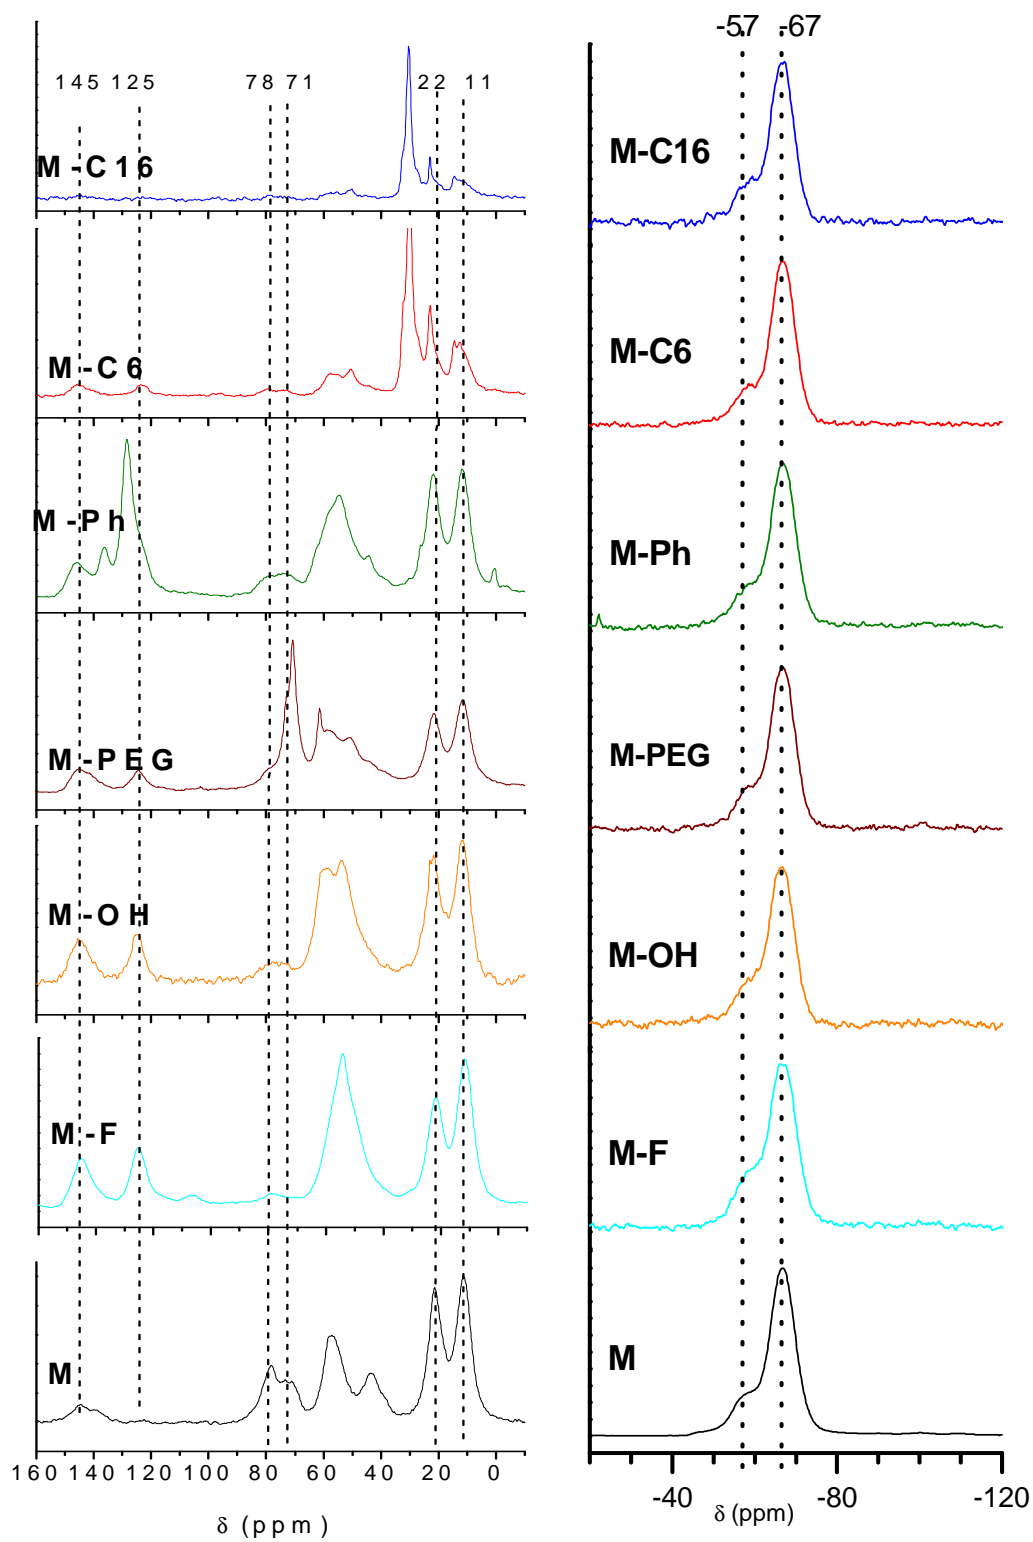 145 125 78 71 22 11
M-C16
M-C6
M-Ph
M-PEG
M-OH
M-F
M
160 140 120 100 80 60 40 20 0
δ (ppm)
-57 -67
M-C16
M-C6
M-Ph
M-PEG
M-OH
M-F
M
-40 -80 -120
δ (ppm)